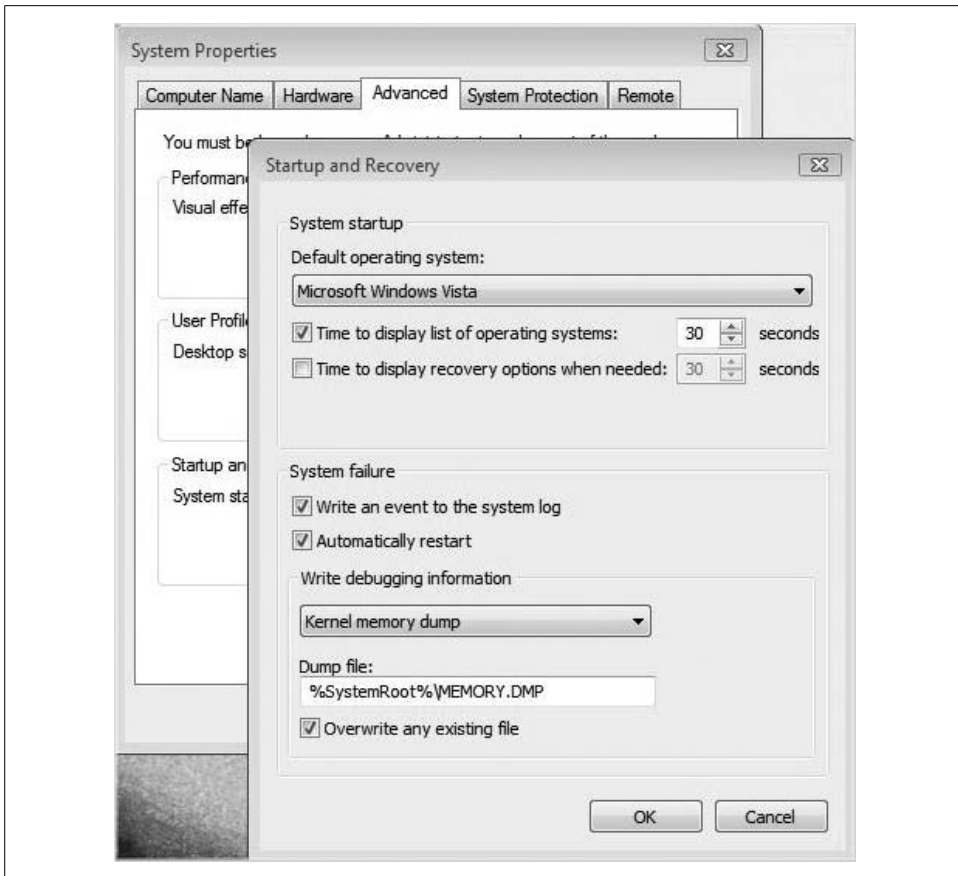 System Properties
Computer Name Hardware Advanced System Protection Remote
You must be
Startup and Recovery
Performan
Visual effe
System startup
Default operating system:
Microsoft Windows Vista
User Profile
Time to display list of operating systems: 30 seconds
Desktop s
Time to display recovery options when needed: 30 seconds
Startup an
System failure
System sta
Write an event to the system log
Automatically restart
Write debugging information
Kernel memory dump
Dump file:
%SystemRoot%\MEMORY.DMP
Overwrite any existing file
OK Cancel